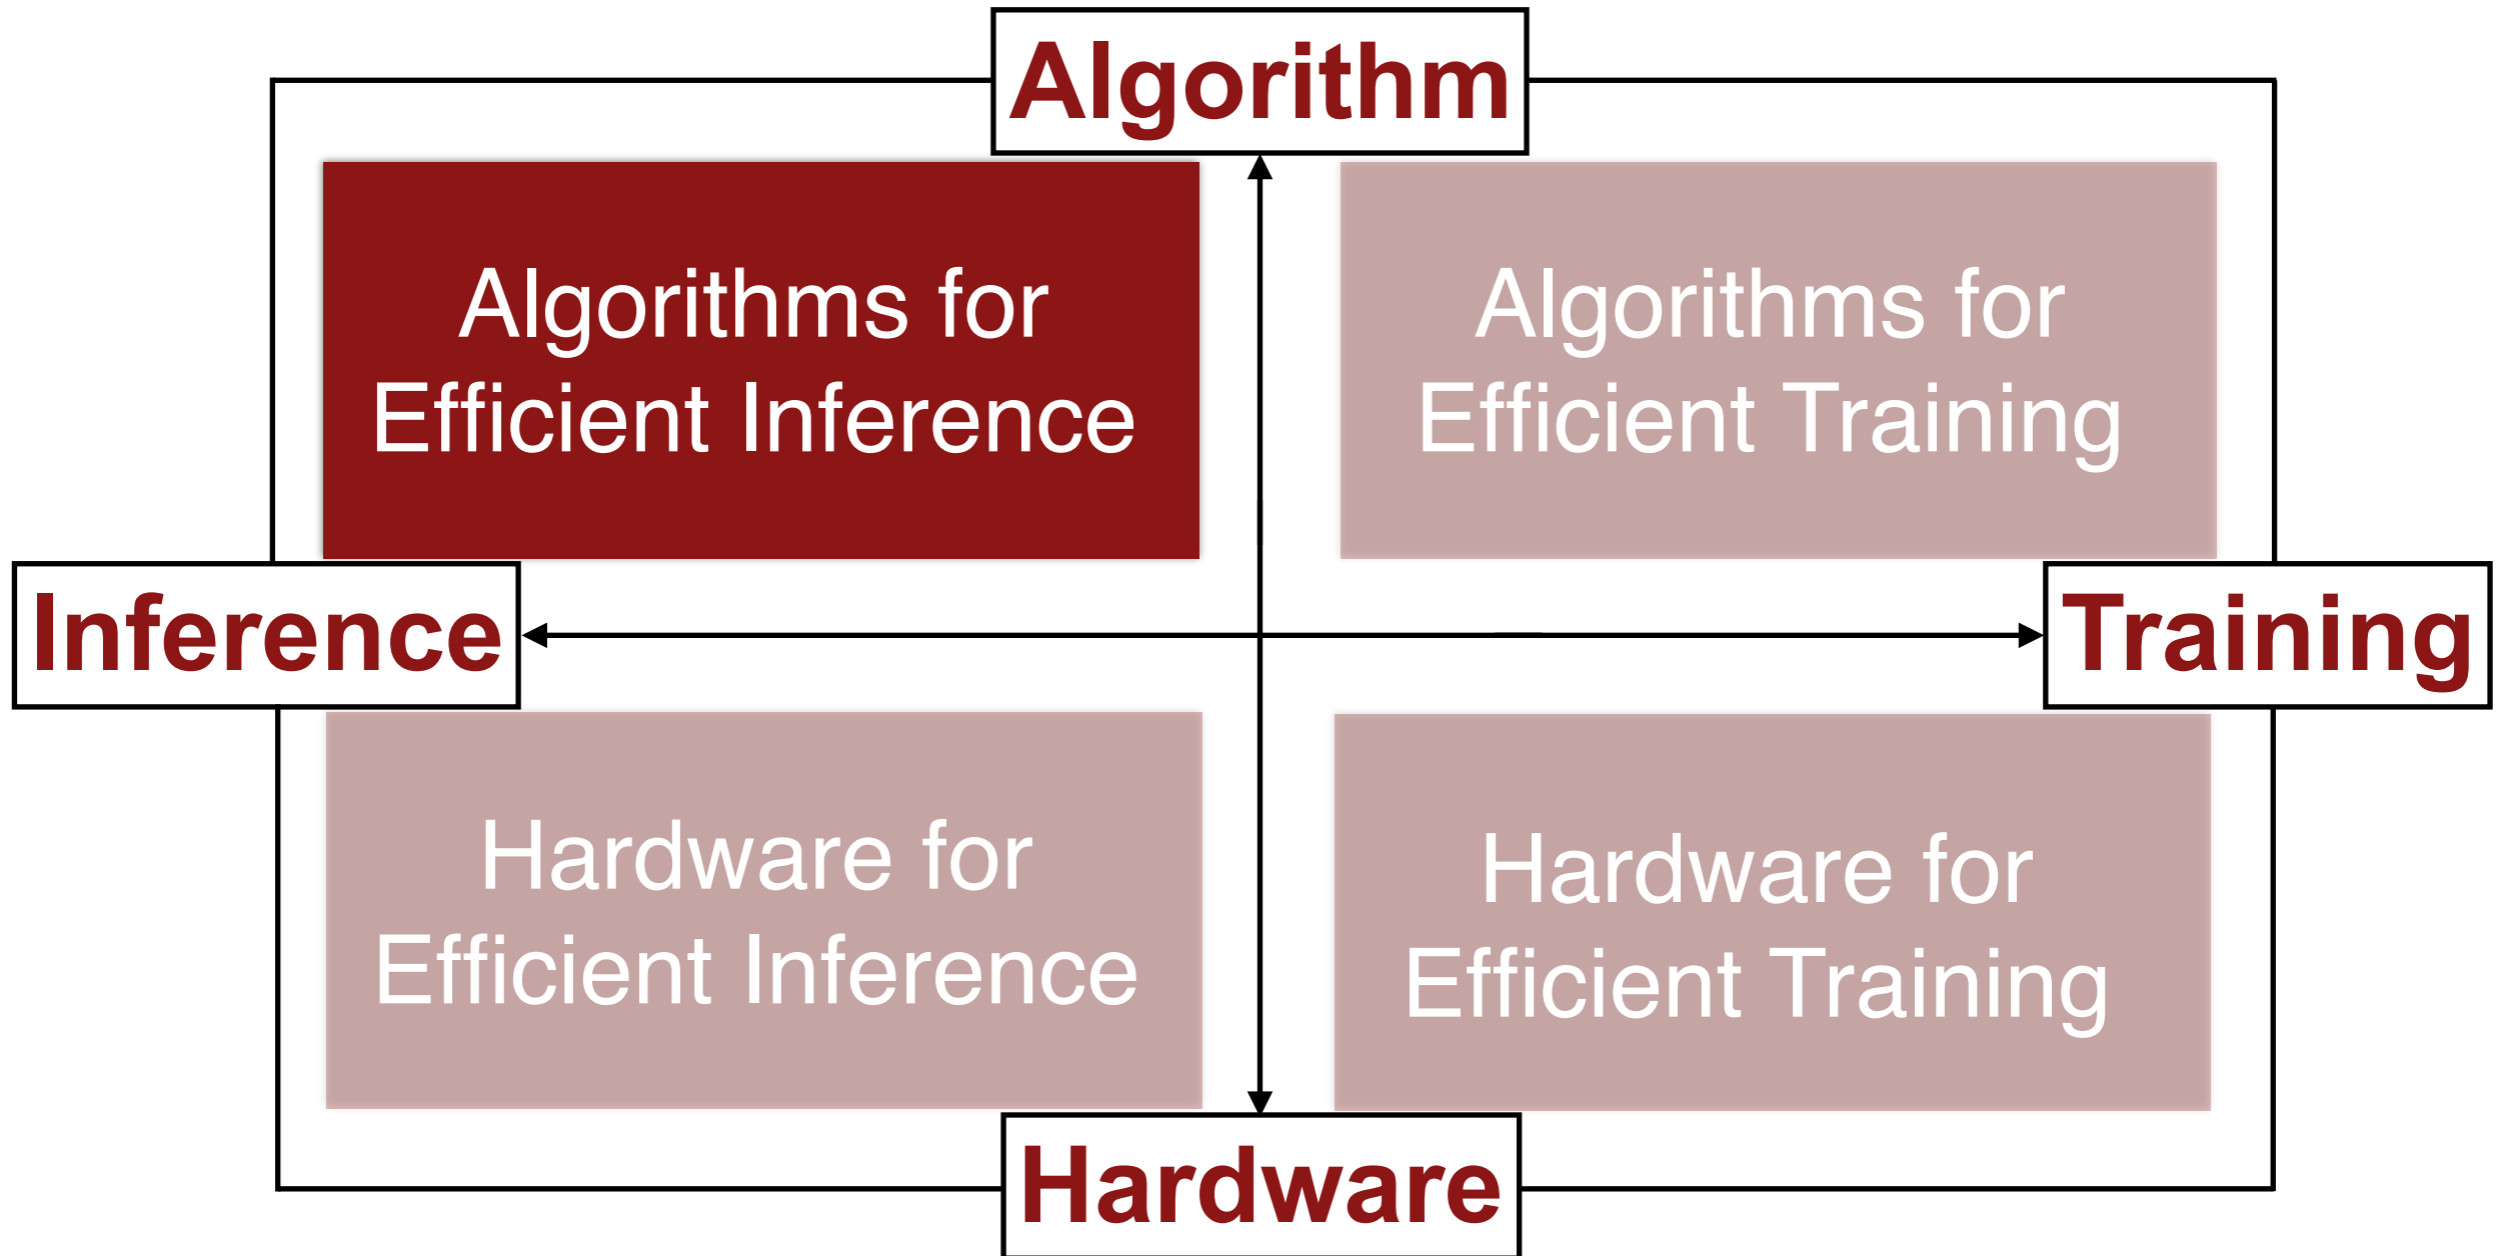 Algorithm
Algorithms for
Efficient Inference
Algorithms for
Efficient Training
Inference
Training
Hardware for
Efficient Inference
Hardware for
Efficient Training
Hardware